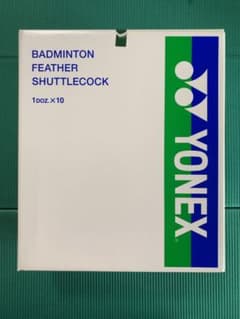 BADMINTON
FEATHER
SHUTTLECOCK
1DOZ.×10
YONEX